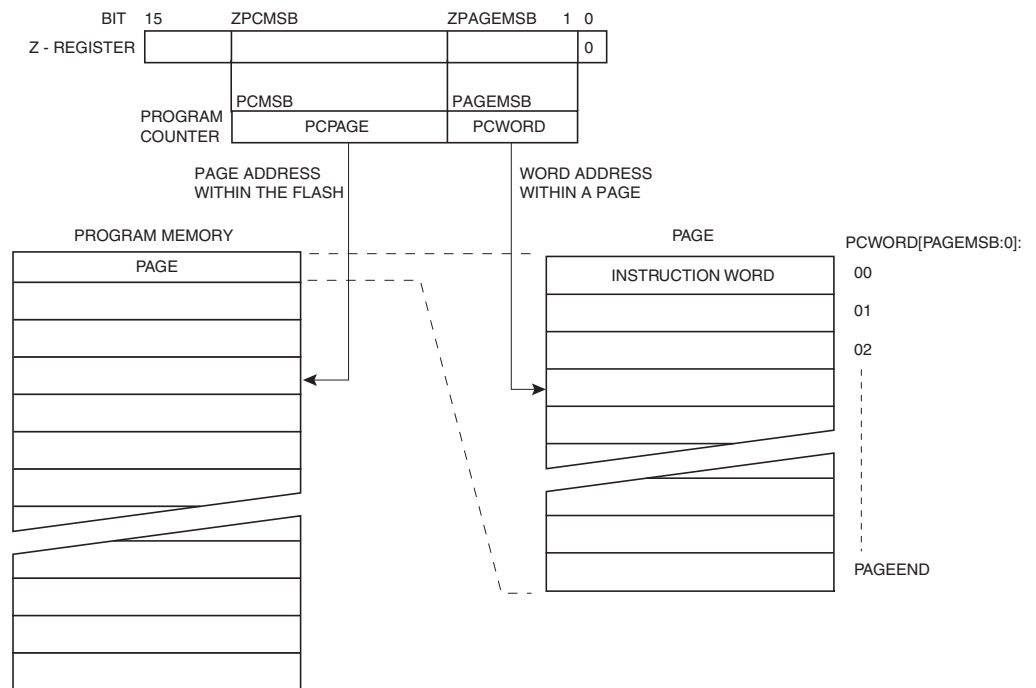 BIT 15 ZPCMSB ZPAGEMSB 1 0
Z - REGISTER 0
PCMSB PAGEMSB
PROGRAM
COUNTER
PCPAGE PCWORD
PAGE ADDRESS
WITHIN THE FLASH
WORD ADDRESS
WITHIN A PAGE
PROGRAM MEMORY
PAGE
PAGE
PCWORD[PAGEMSB:0]:
INSTRUCTION WORD
00
01
02
PAGEEND